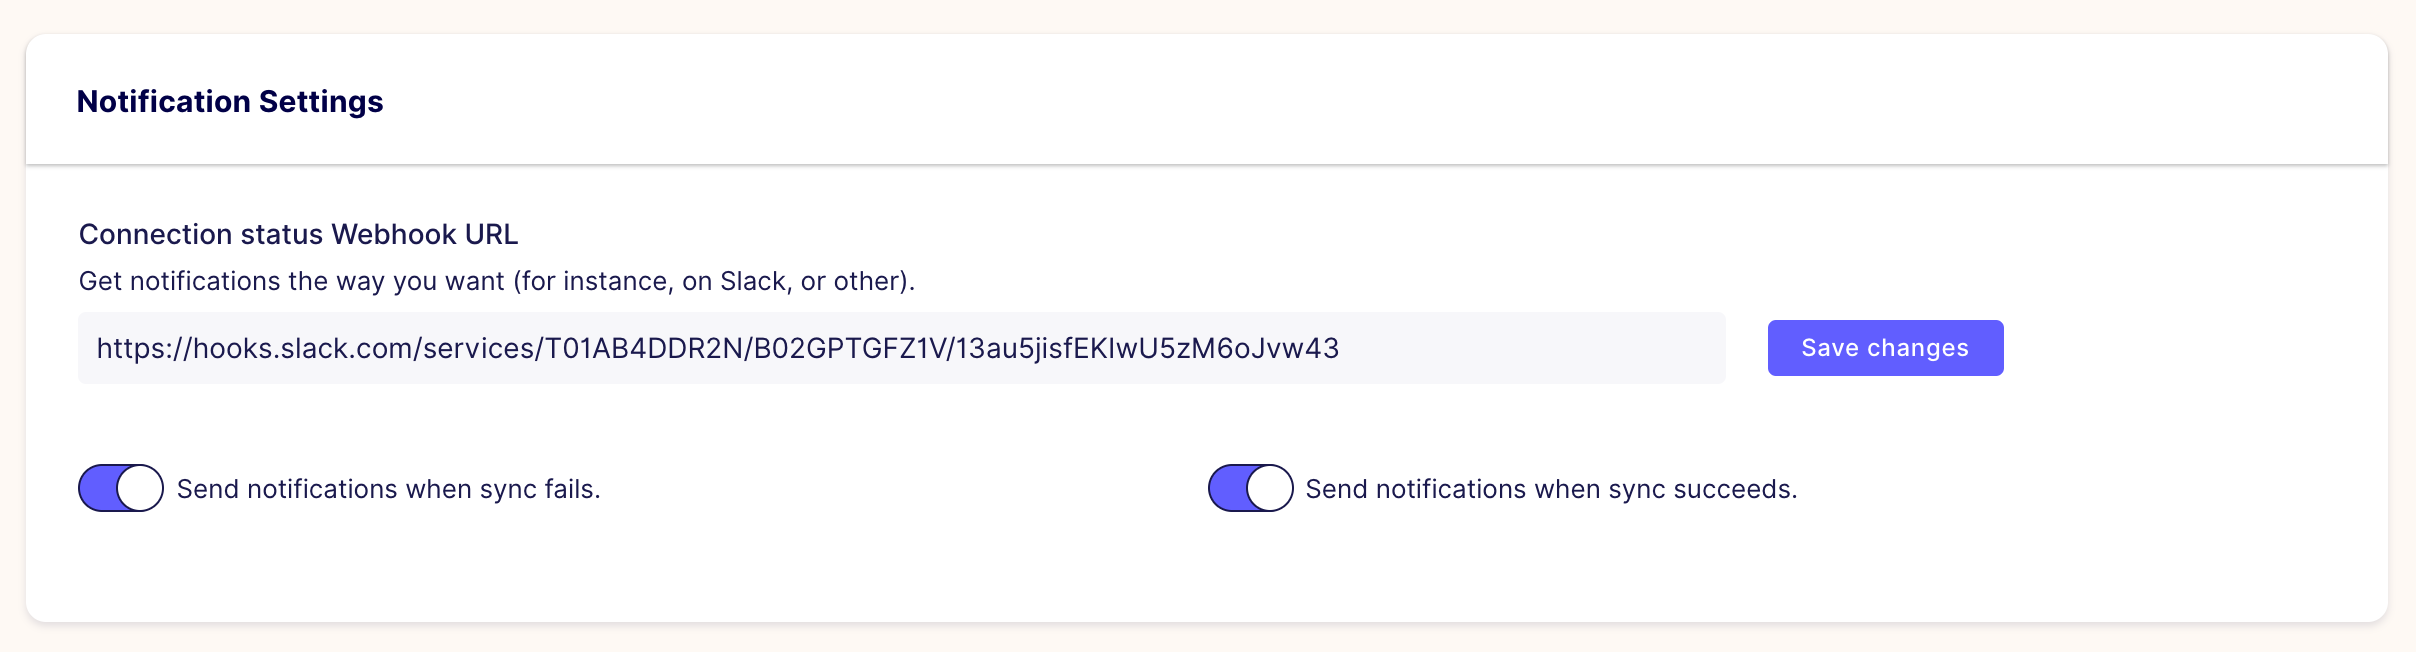 Notification Settings
Connection status Webhook URL
Get notifications the way you want (for instance, on Slack, or other).
https://hooks.slack.com/services/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
Save changes
Send notifications when sync fails.
Send notifications when sync succeeds.